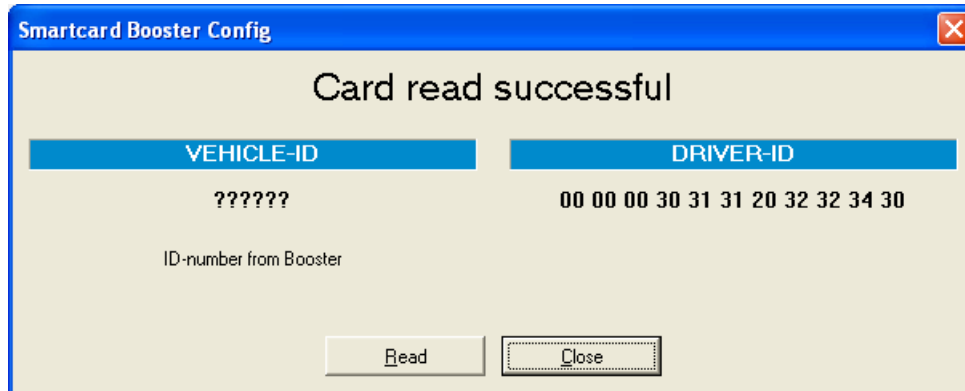 Smartcard Booster Config
Card read successful
VEHICLE-ID DRIVER-ID
?????? 00 00 00 30 31 31 20 32 32 34 30
ID-number from Booster
Read Close